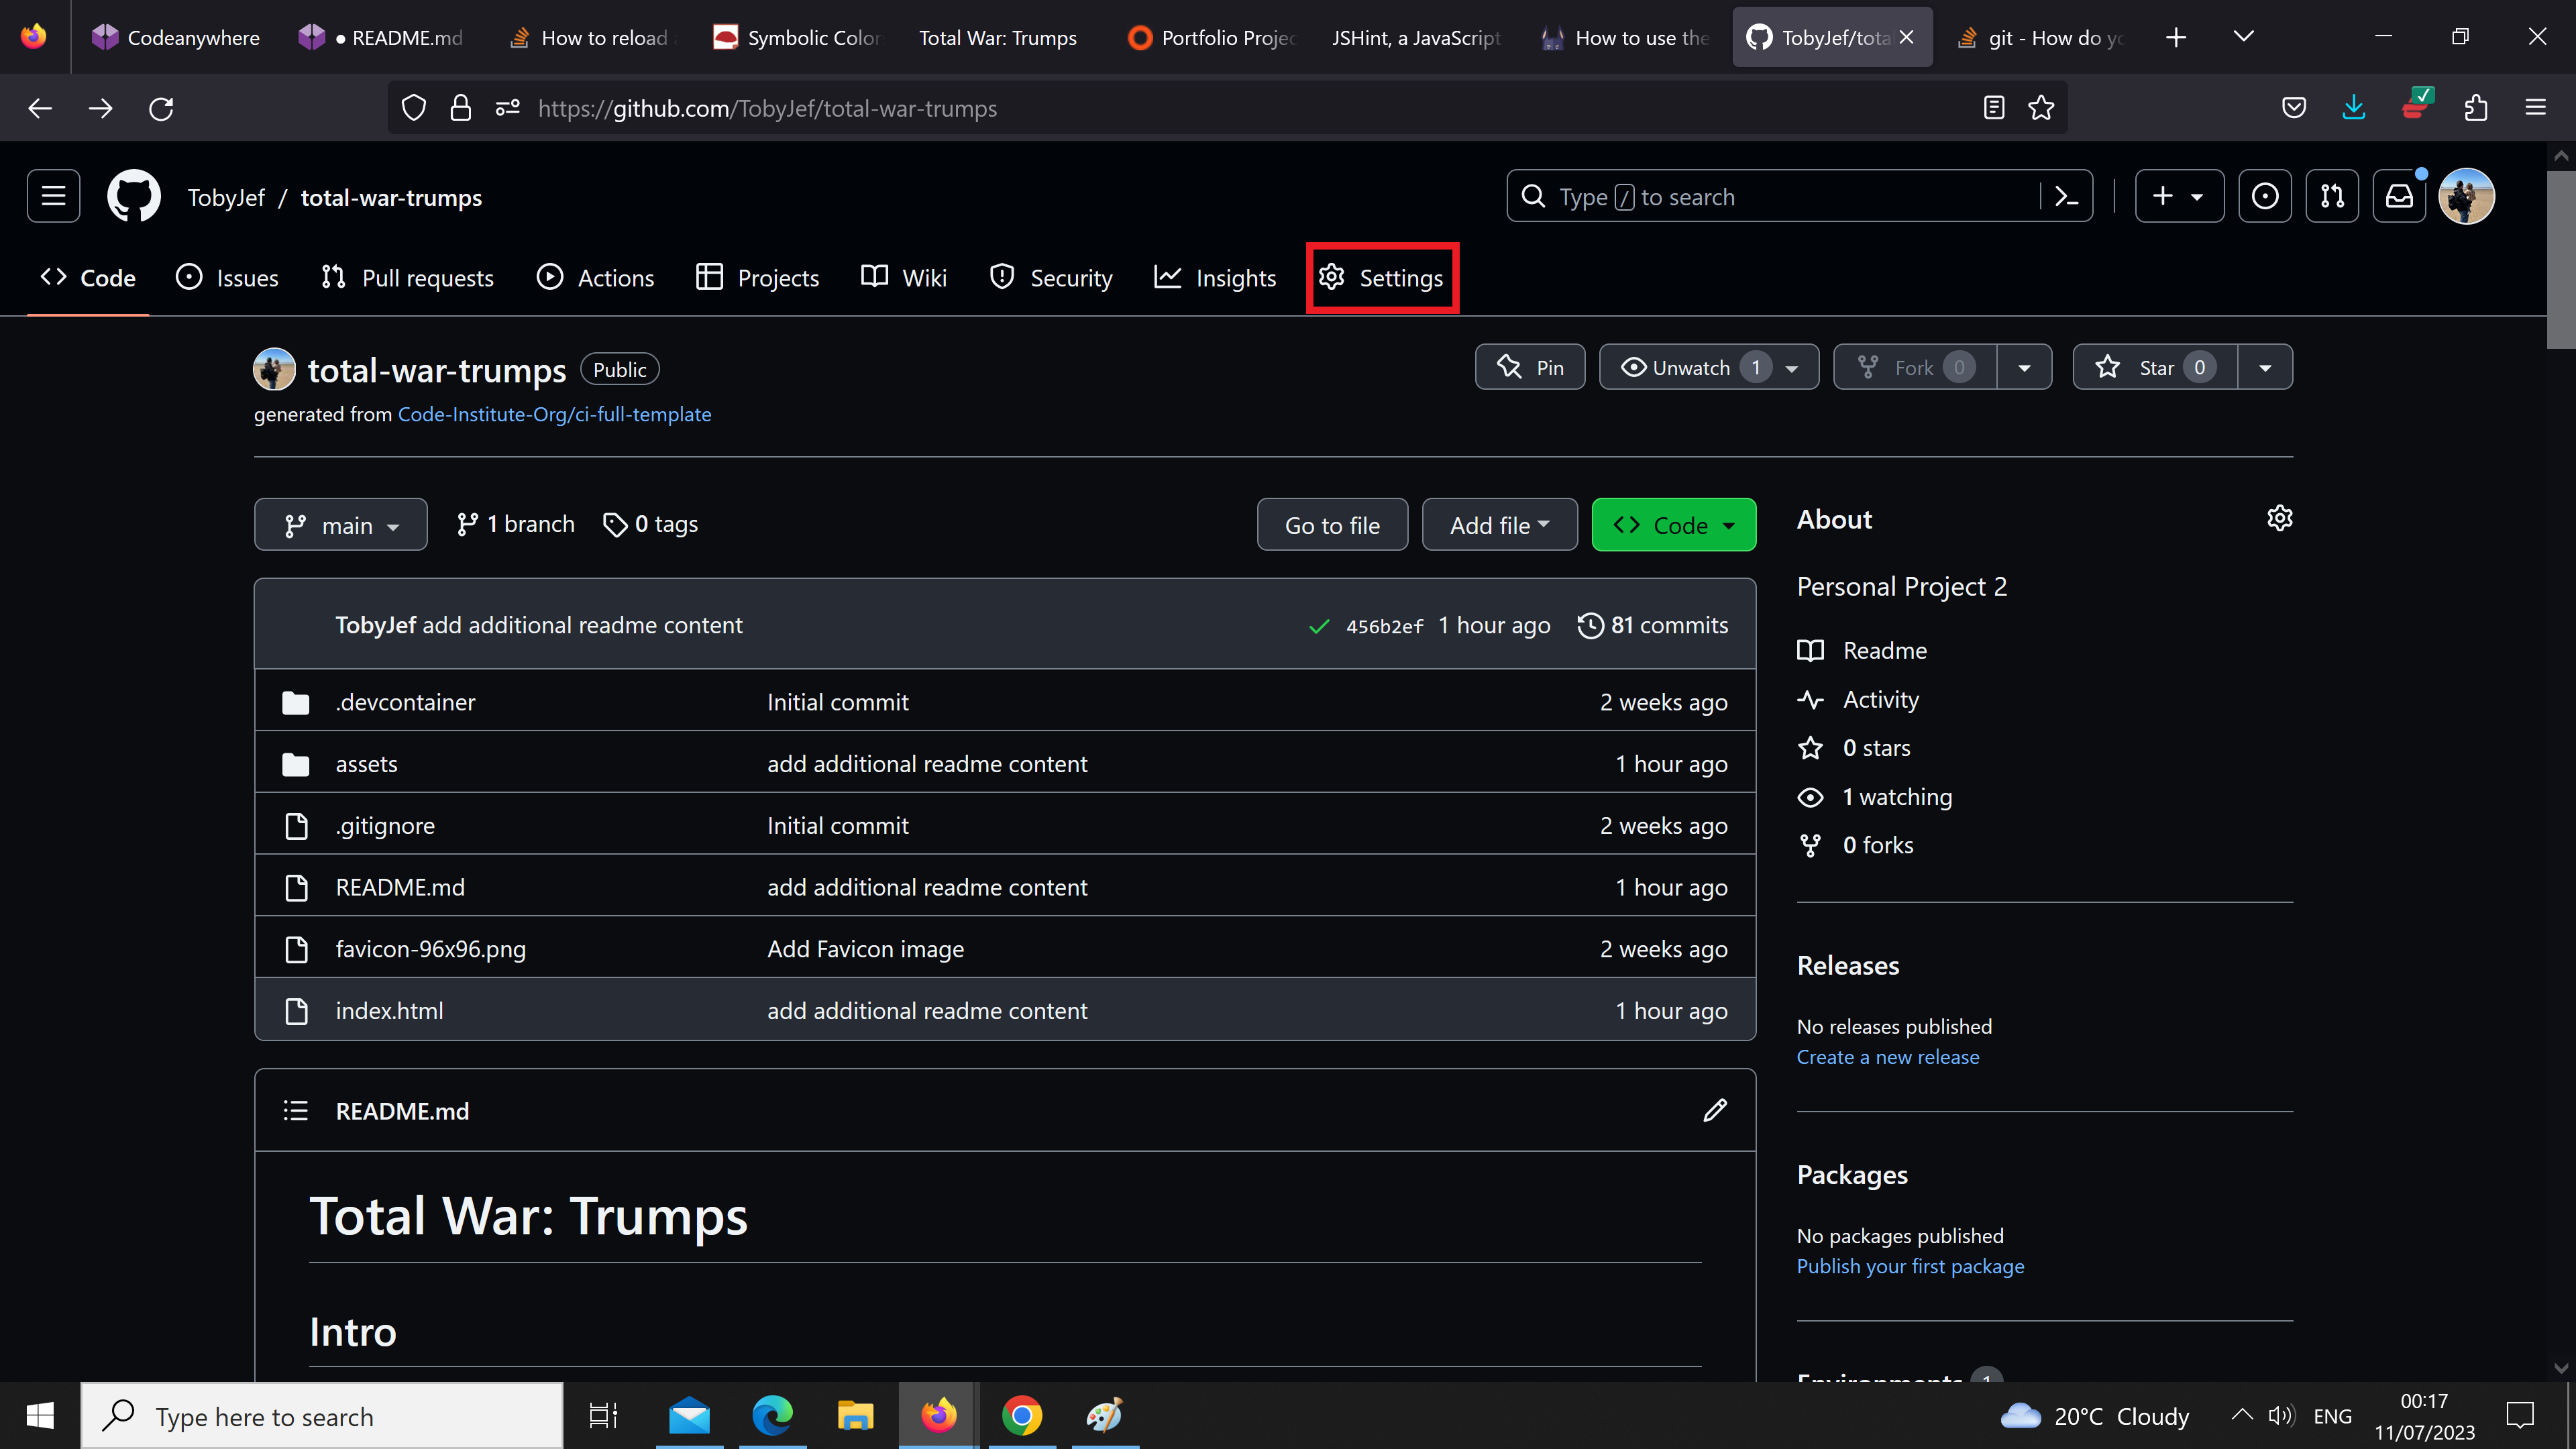 Codeanywhere
● README.md
How to reload
Symbolic Color
Total War: Trumps
Portfolio Projec
JSHint, a JavaScript
How to use the
TobyJef/total
git - How do yo
https://github.com/TobyJef/total-war-trumps
TobyJef / total-war-trumps
Type / to search
Code
Issues
Pull requests
Actions
Projects
Wiki
Security
Insights
Settings
total-war-trumps Public
Pin
Unwatch 1
Fork 0
Star 0
generated from Code-Institute-Org/ci-full-template
main
1 branch
0 tags
Go to file
Add file
Code
About
Personal Project 2
TobyJef add additional readme content 456b2ef 1 hour ago 81 commits
.devcontainer Initial commit 2 weeks ago
assets add additional readme content 1 hour ago
.gitignore Initial commit 2 weeks ago
README.md add additional readme content 1 hour ago
favicon-96x96.png Add Favicon image 2 weeks ago
index.html add additional readme content 1 hour ago
Readme
Activity
0 stars
1 watching
0 forks
Releases
No releases published
Create a new release
Packages
No packages published
Publish your first package
Environments 1
README.md
Total War: Trumps
Intro
Type here to search
20°C Cloudy
ENG
00:17
11/07/2023